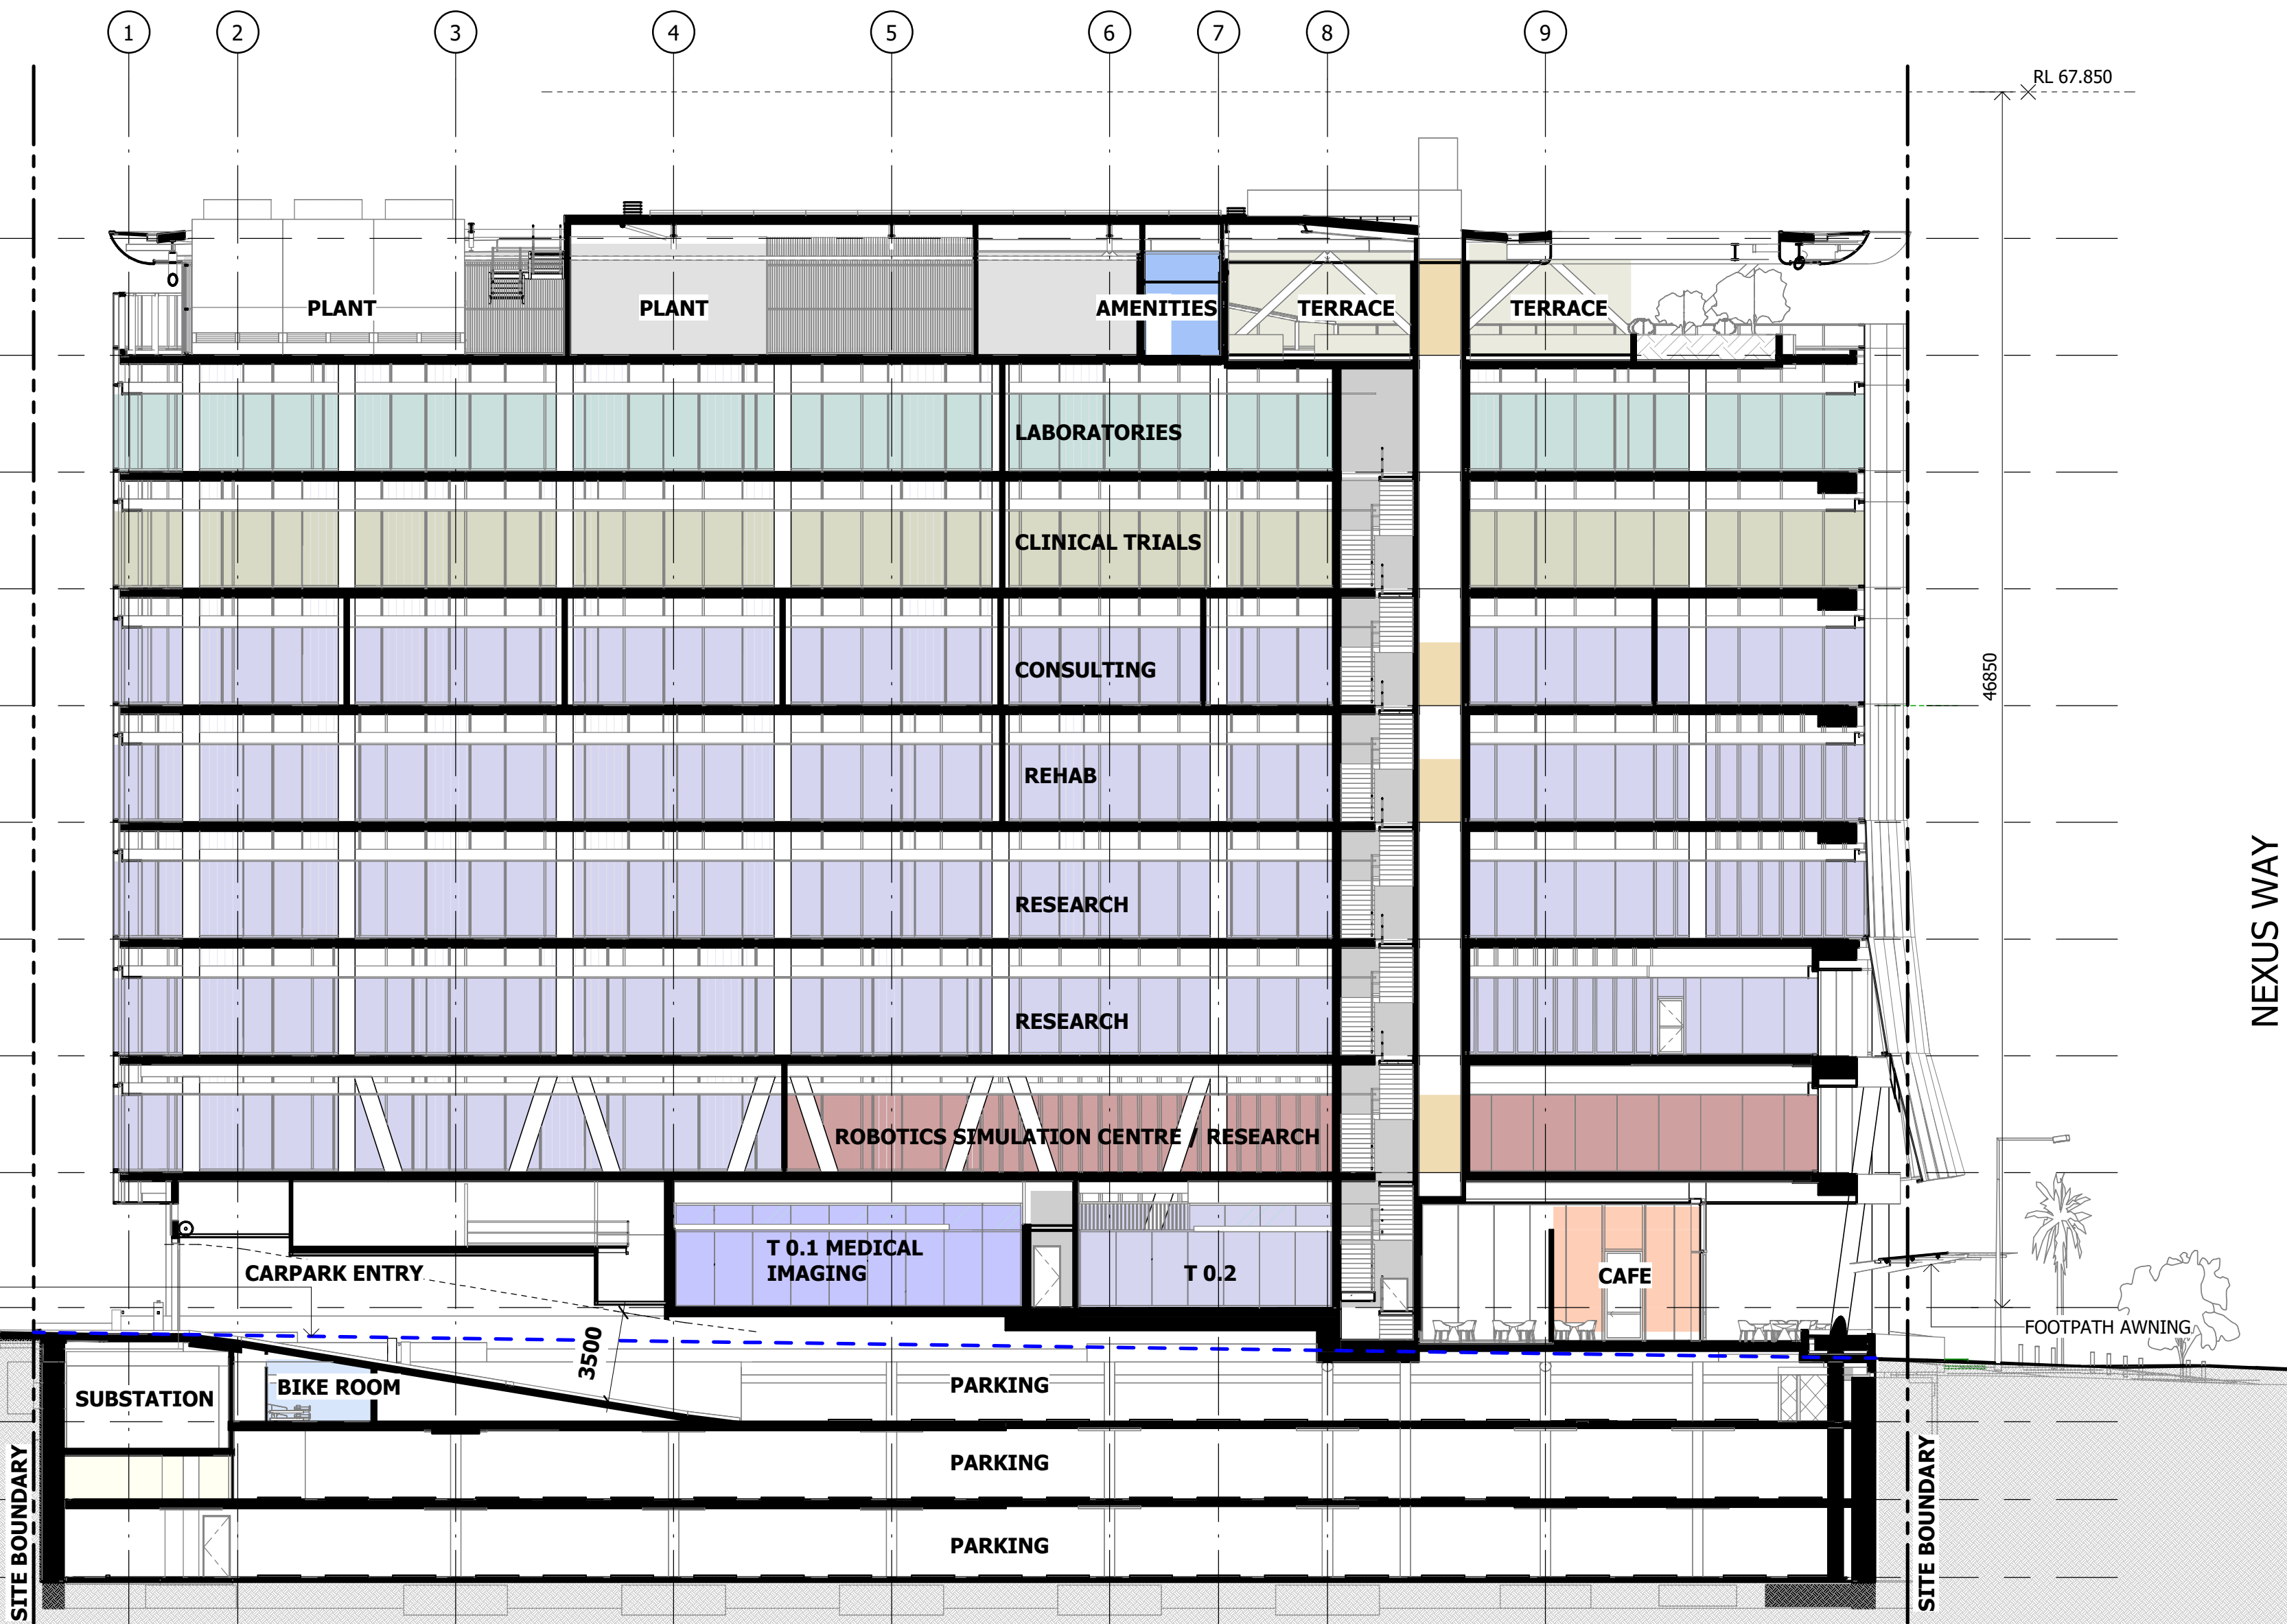 1 2 3 4 5 6 7 8 9
RL 67.850
PLANT
PLANT
AMENITIES
TERRACE
TERRACE
LABORATORIES
CLINICAL TRIALS
CONSULTING
46850
REHAB
NEXUS WAY
RESEARCH
RESEARCH
ROBOTICS SIMULATION CENTRE / RESEARCH
T 0.1 MEDICAL
IMAGING
CARPARK ENTRY
T 0.2
CAFE
FOOTPATH AWNING
3500
SUBSTATION
BIKE ROOM
PARKING
PARKING
PARKING
SITE BOUNDARY
SITE BOUNDARY